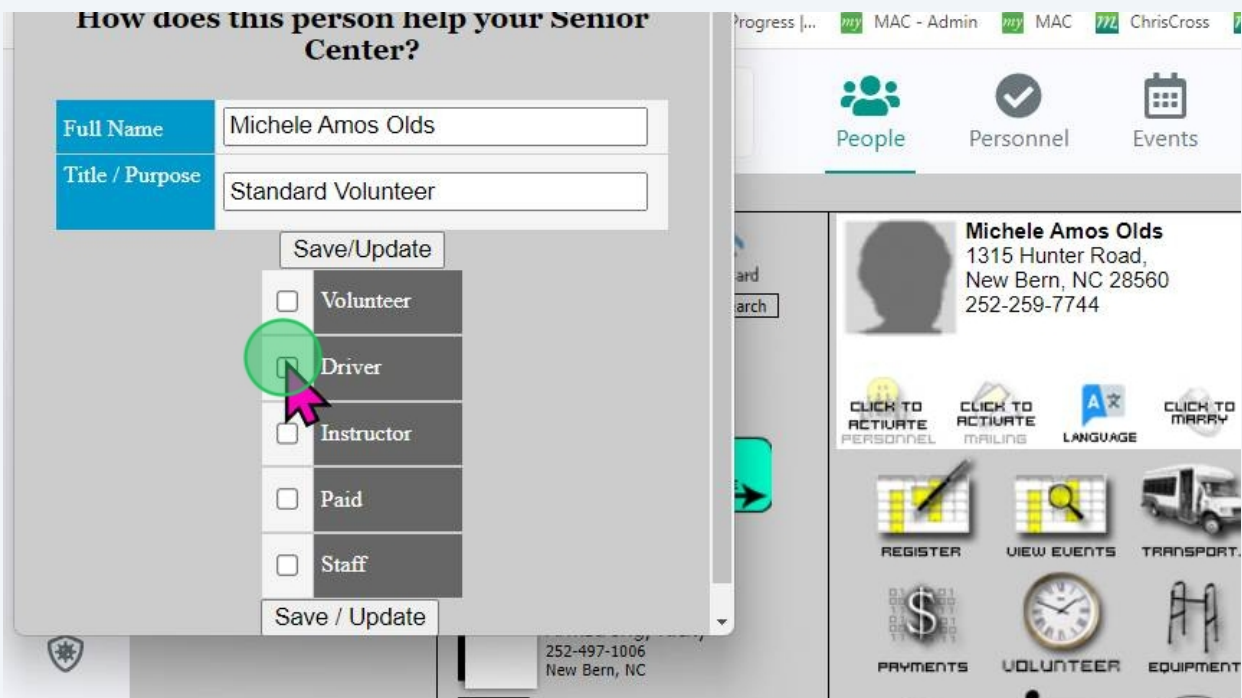 How does this person help your Senior
Center?
Full Name
Michele Amos Olds
Title / Purpose
Standard Volunteer
Save/Update
Volunteer
Driver
Instructor
Paid
Staff
Save / Update
Progress |...
my MAC - Admin
my MAC
ChrisCross
People
Personnel
Events
ard
arch
Michele Amos Olds
1315 Hunter Road,
New Bern, NC 28560
252-259-7744
CLICK TO
ACTIVATE
PERSONNEL
CLICK TO
ACTIVATE
MAILING
LANGUAGE
CLICK TO
MARRY
REGISTER
VIEW EVENTS
TRANSPORT.
PAYMENTS
VOLUNTEER
EQUIPMENT
252-497-1006
New Bern, NC